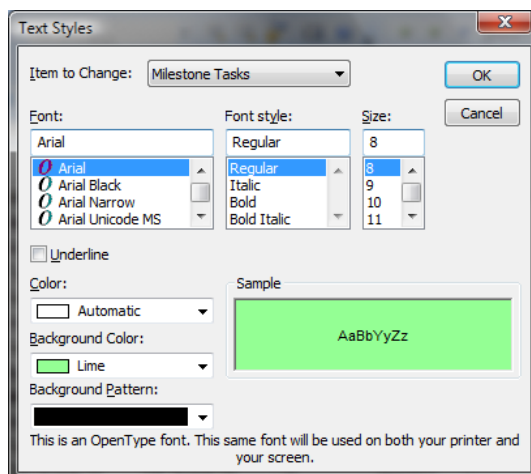 Text Styles
Item to Change: Milestone Tasks OK
Font: Font style: Size: Cancel
Arial Regular 8
Arial Regular 8
Arial Black Italic 9
Arial Narrow Bold 10
Arial Unicode MS Bold Italic 11
Underline
Color: Sample
Automatic
AaBbYyZz
Background Color:
Lime
Background Pattern:
This is an OpenType font. This same font will be used on both your printer and
your screen.